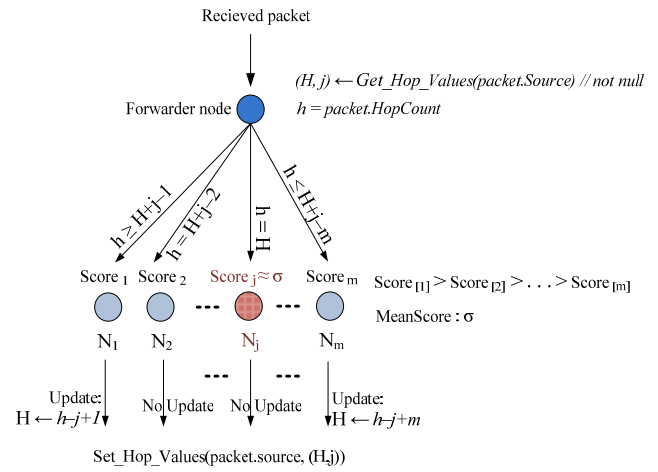 Recieved packet
(H, j) ← Get_Hop_Values(packet.Source) // not null
Forwarder node
h = packet.HopCount
h ≥ H+j–1
h = H+j–2
h = H
h ≤ H+j–m
Score 1
Score 2
Score j ≈ σ
Score m
Score [1] > Score [2] > . . . > Score [m]
MeanScore : σ
N1
N2
Nj
Nm
Update:
H ← h–j+1
No Update
No Update
Update:
H ← h–j+m
Set_Hop_Values(packet.source, (H,j))